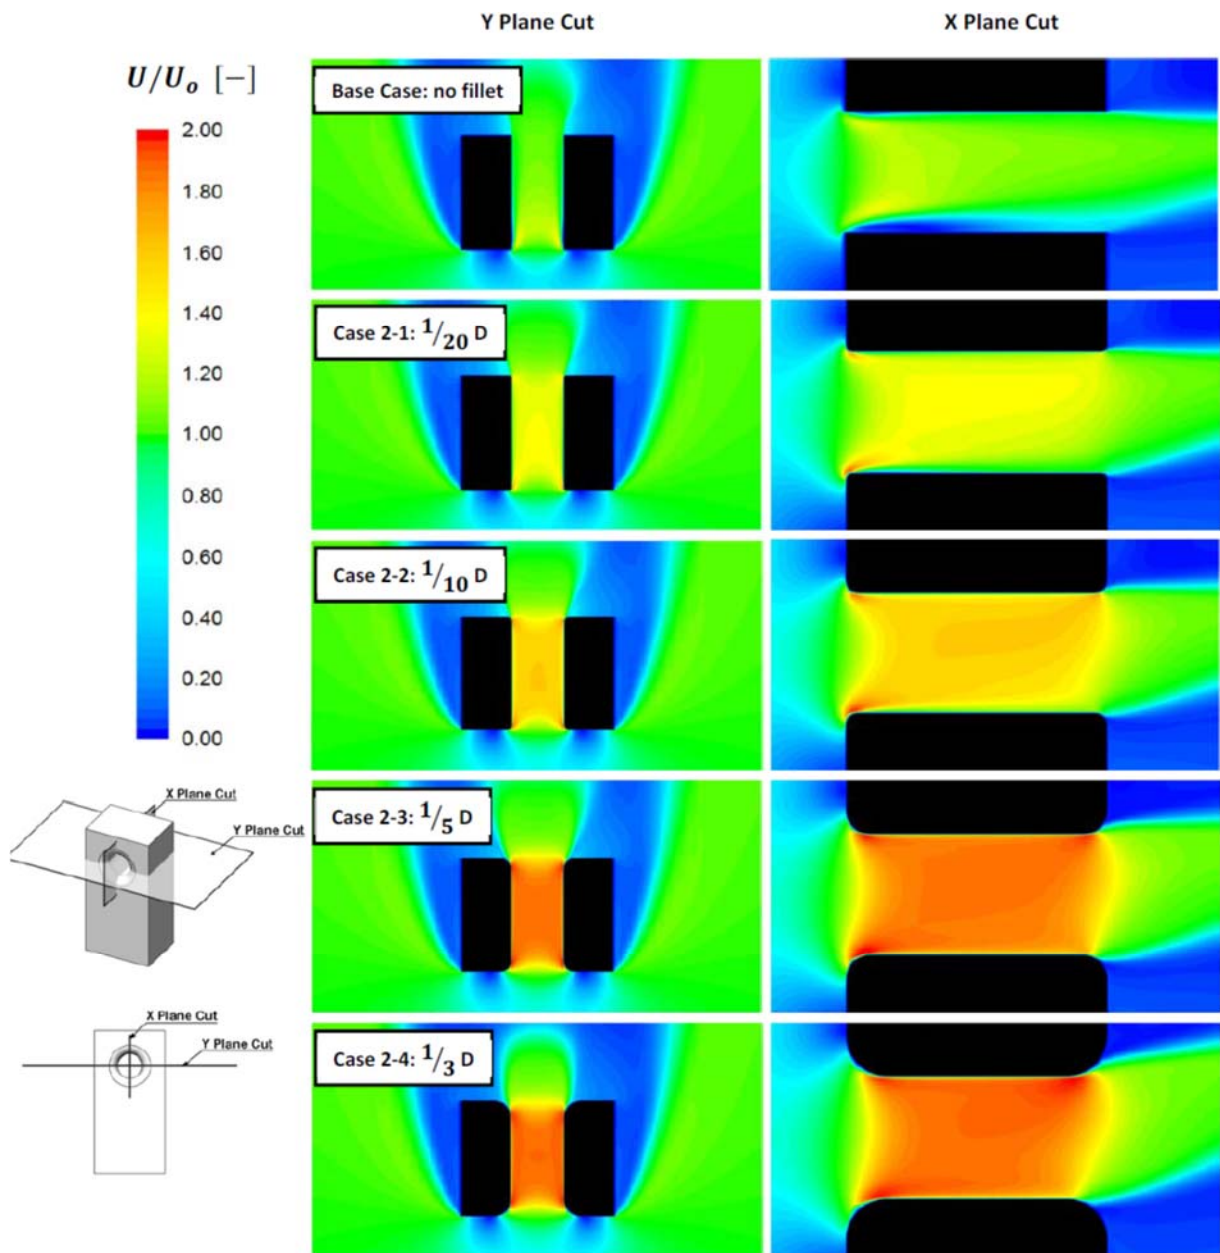 Y Plane Cut
X Plane Cut
U/Uₒ [−]
2.00
1.80
1.60
1.40
1.20
1.00
0.80
0.60
0.40
0.20
0.00
Base Case: no fillet
Case 2-1: 1/20 D
Case 2-2: 1/10 D
Case 2-3: 1/5 D
Case 2-4: 1/3 D
X Plane Cut
Y Plane Cut
X Plane Cut
Y Plane Cut